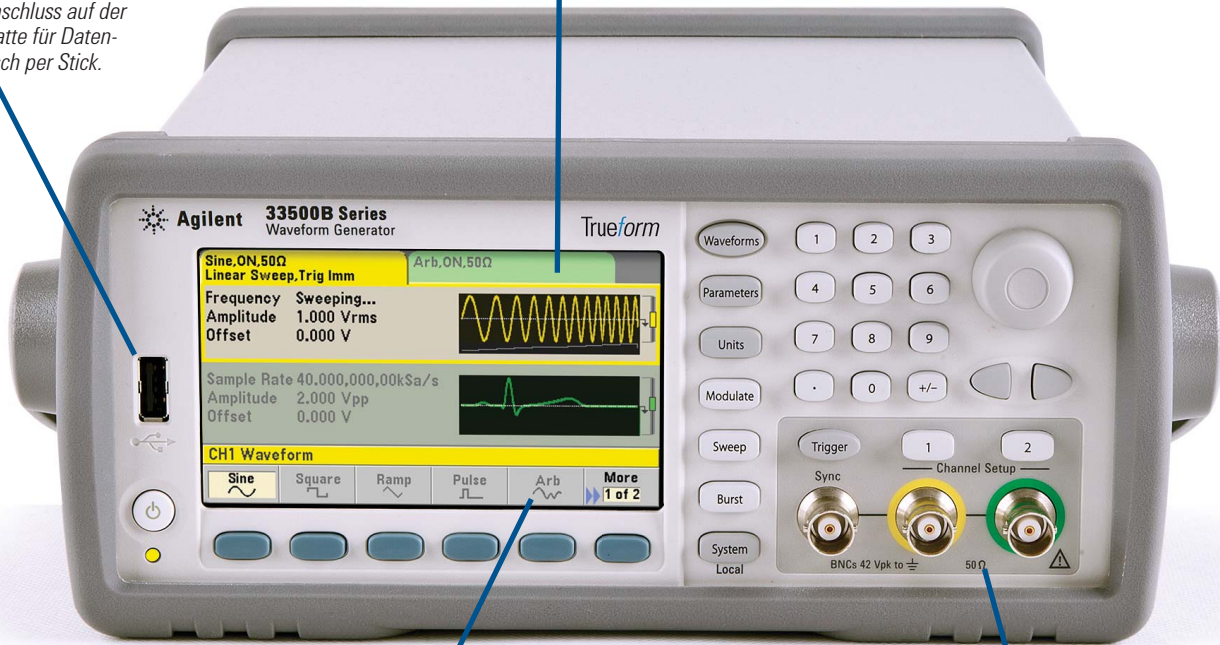 nschluss auf der
atte für Daten-
ch per Stick.
Agilent 33500B Series
Waveform Generator
Trueform
Sine,ON,50Ω
Linear Sweep,Trig Imm
Arb,ON,50Ω
Frequency Sweeping...
Amplitude 1.000 Vrms
Offset 0.000 V
Sample Rate 40.000,000,00kSa/s
Amplitude 2.000 Vpp
Offset 0.000 V
CH1 Waveform
Sine Square Ramp Pulse Arb More
1 of 2
Waveforms
Parameters
Units
Modulate
Sweep
Burst
System
Local
1 2 3
4 5 6
7 8 9
. 0 +/-
Trigger 1 2
Channel Setup
Sync
BNCs 42 Vpk to 50 Ω